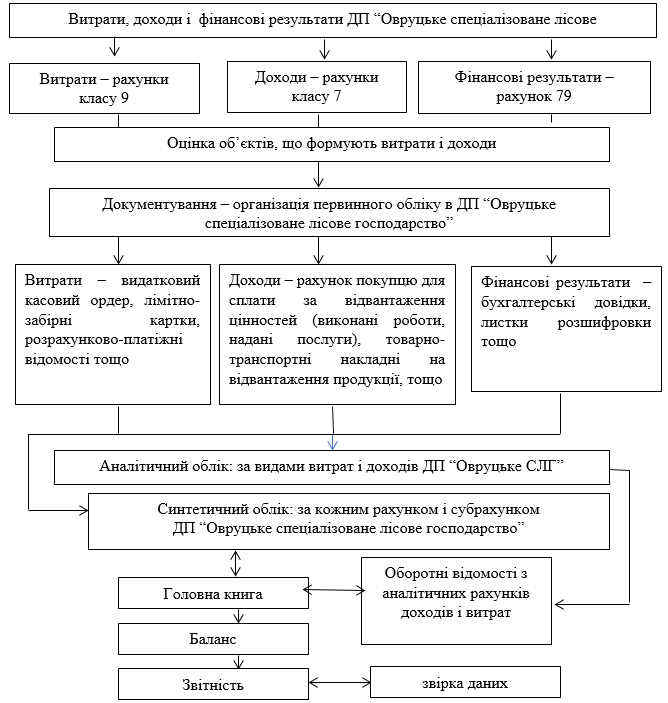 Витрати, доходи і  фінансові результати ДП “Овруцьке спеціалізоване лісове
Витрати – рахунки
класу 9
Доходи – рахунки
класу 7
Фінансові результати –
рахунок 79
Оцінка об’єктів, що формують витрати і доходи
Документування – організація первинного обліку в ДП “Овруцьке
спеціалізоване лісове господарство”
Витрати – видатковий
касовий ордер, лімітно-
забірні картки,
розрахунково-платіжні
відомості тощо
Доходи – рахунок покупцю для
сплати за відвантаження
цінностей (виконані роботи,
надані послуги), товарно-
транспортні накладні на
відвантаження продукції, тощо
Фінансові результати –
бухгалтерські довідки,
листки розшифровки
тощо
Аналітичний облік: за видами витрат і доходів ДП “Овруцьке СЛГ”
Синтетичний облік: за кожним рахунком і субрахунком
ДП “Овруцьке спеціалізоване лісове господарство”
Головна книга
Оборотні відомості з
аналітичних рахунків
доходів і витрат
Баланс
Звітність
звірка даних